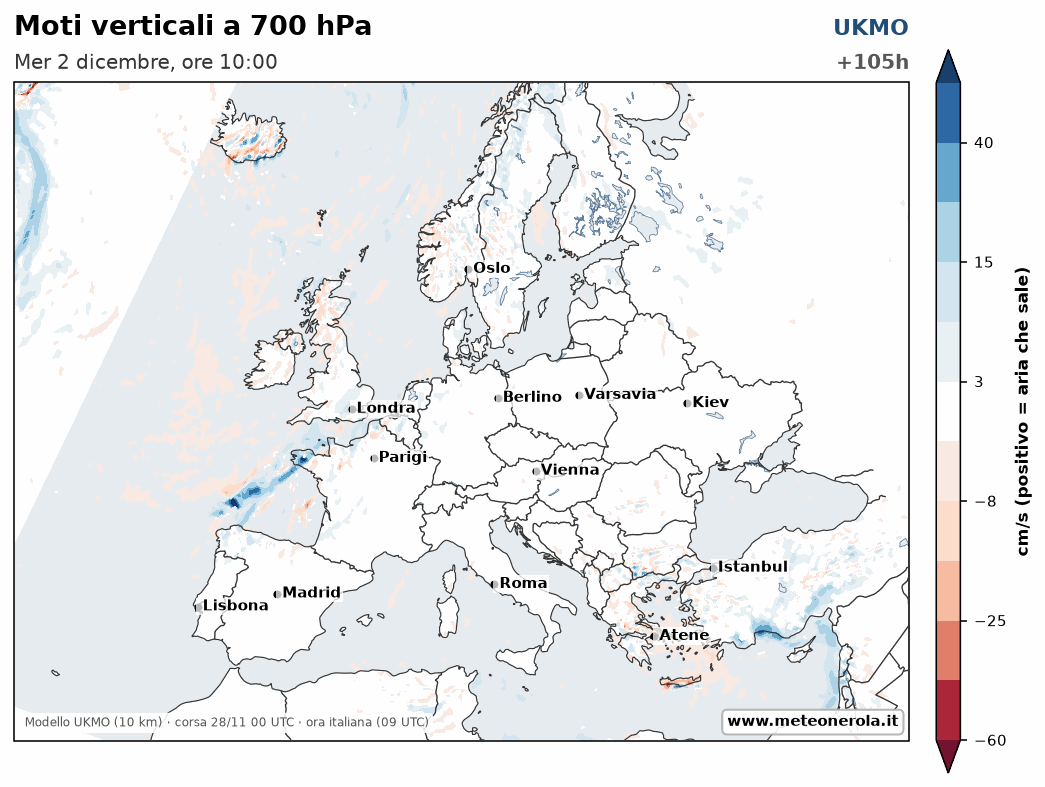 Moti verticali a 700 hPa
UKMO
Mer 2 dicembre, ore 10:00
+105h
40
15
3
−8
−25
−60
cm/s (positivo = aria che sale)
Oslo
Londra
Berlino
Varsavia
Kiev
Parigi
Vienna
Istanbul
Roma
Madrid
Lisbona
Atene
Modello UKMO (10 km) · corsa 28/11 00 UTC · ora italiana (09 UTC)
www.meteonerola.it